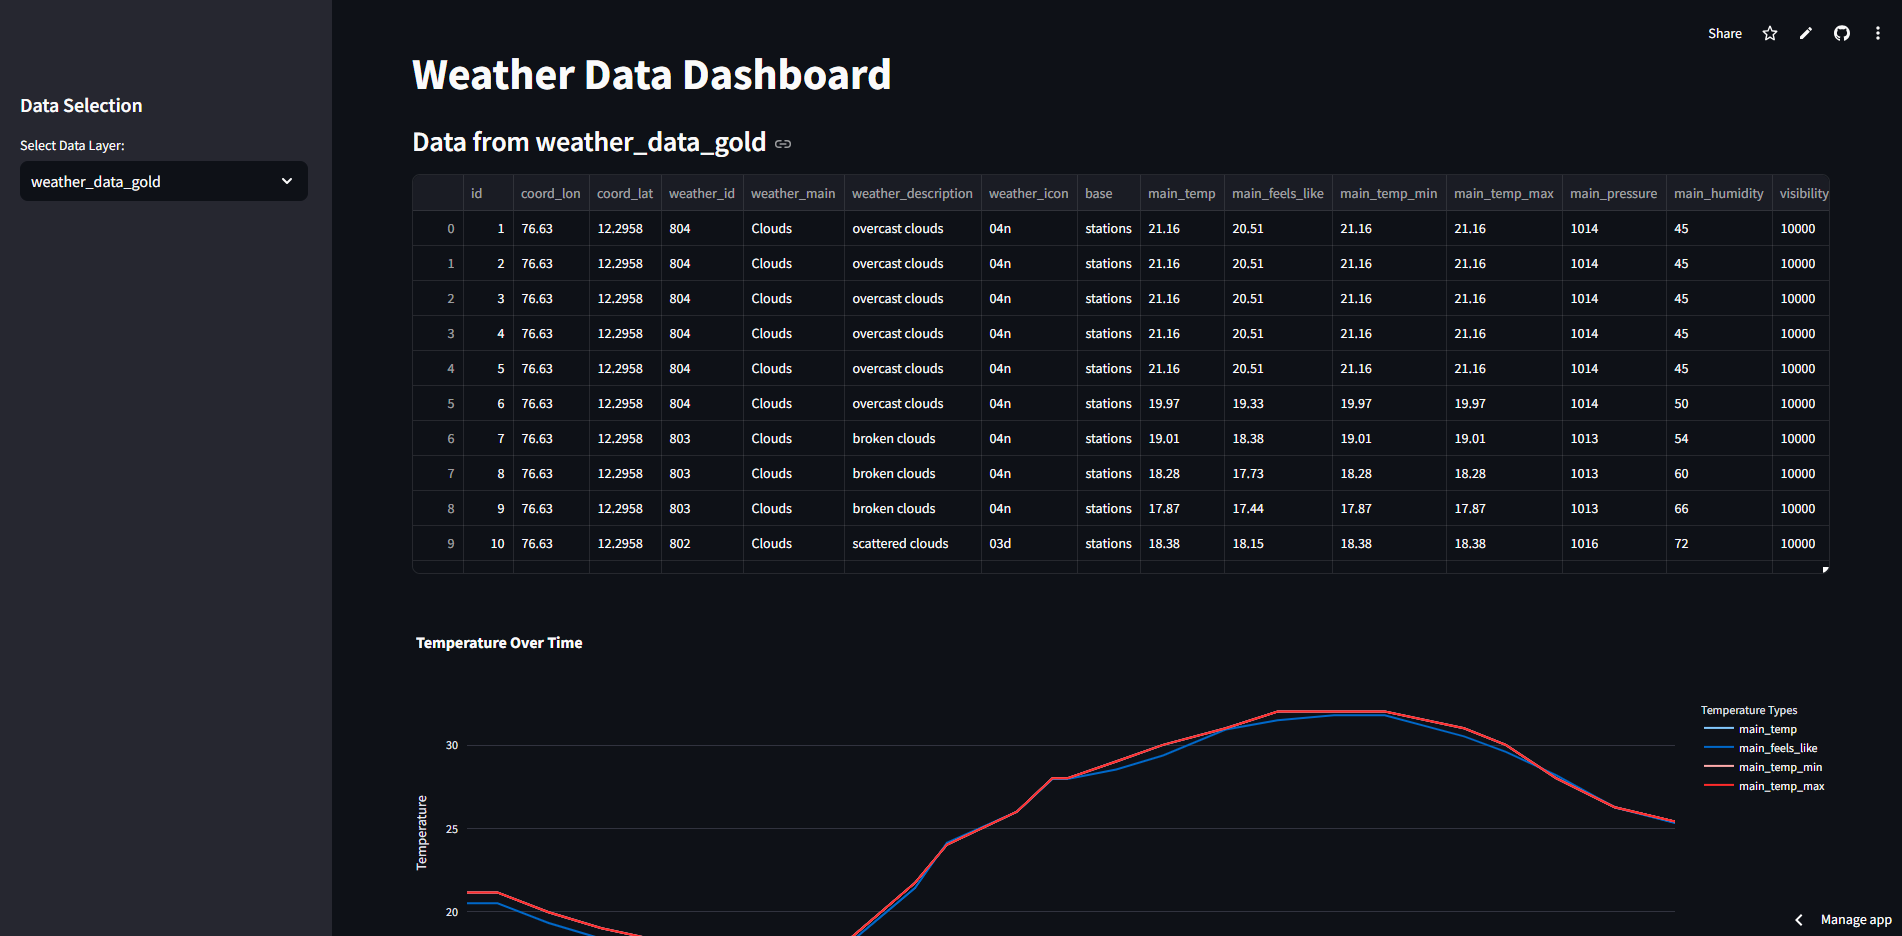 Share
Data Selection
Select Data Layer:
weather_data_gold
Weather Data Dashboard
Data from weather_data_gold
id coord_lon coord_lat weather_id weather_main weather_description weather_icon base main_temp main_feels_like main_temp_min main_temp_max main_pressure main_humidity visibility
0 1 76.63 12.2958 804 Clouds overcast clouds 04n stations 21.16 20.51 21.16 21.16 1014 45 10000
1 2 76.63 12.2958 804 Clouds overcast clouds 04n stations 21.16 20.51 21.16 21.16 1014 45 10000
2 3 76.63 12.2958 804 Clouds overcast clouds 04n stations 21.16 20.51 21.16 21.16 1014 45 10000
3 4 76.63 12.2958 804 Clouds overcast clouds 04n stations 21.16 20.51 21.16 21.16 1014 45 10000
4 5 76.63 12.2958 804 Clouds overcast clouds 04n stations 21.16 20.51 21.16 21.16 1014 45 10000
5 6 76.63 12.2958 804 Clouds overcast clouds 04n stations 19.97 19.33 19.97 19.97 1014 50 10000
6 7 76.63 12.2958 803 Clouds broken clouds 04n stations 19.01 18.38 19.01 19.01 1013 54 10000
7 8 76.63 12.2958 803 Clouds broken clouds 04n stations 18.28 17.73 18.28 18.28 1013 60 10000
8 9 76.63 12.2958 803 Clouds broken clouds 04n stations 17.87 17.44 17.87 17.87 1013 66 10000
9 10 76.63 12.2958 802 Clouds scattered clouds 03d stations 18.38 18.15 18.38 18.38 1016 72 10000
Temperature Over Time
Temperature
30
25
20
Temperature Types
main_temp
main_feels_like
main_temp_min
main_temp_max
Manage app